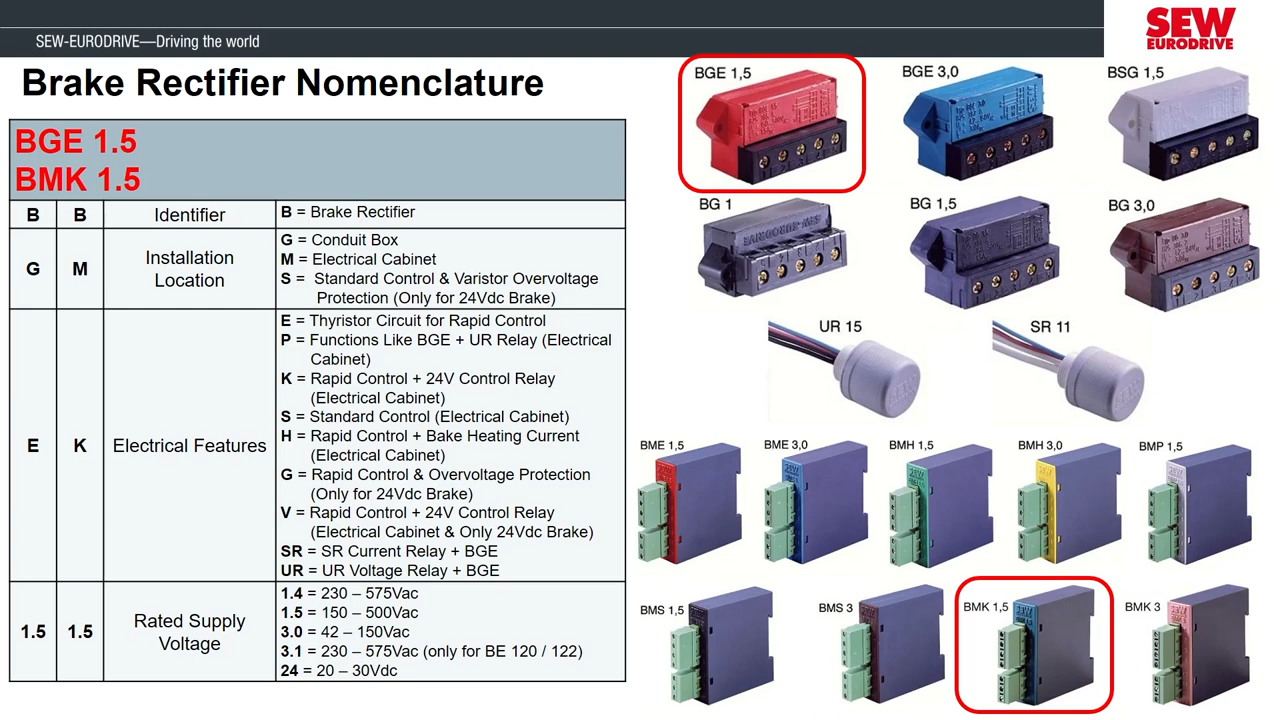 SEW-EURODRIVE—Driving the world
SEW
EURODRIVE
Brake Rectifier Nomenclature
BGE 1.5
BMK 1.5
B B Identifier B = Brake Rectifier
G M Installation Location G = Conduit Box
M = Electrical Cabinet
S = Standard Control & Varistor Overvoltage
Protection (Only for 24Vdc Brake)
E K Electrical Features E = Thyristor Circuit for Rapid Control
P = Functions Like BGE + UR Relay (Electrical
Cabinet)
K = Rapid Control + 24V Control Relay
(Electrical Cabinet)
S = Standard Control (Electrical Cabinet)
H = Rapid Control + Bake Heating Current
(Electrical Cabinet)
G = Rapid Control & Overvoltage Protection
(Only for 24Vdc Brake)
V = Rapid Control + 24V Control Relay
(Electrical Cabinet & Only 24Vdc Brake)
SR = SR Current Relay + BGE
UR = UR Voltage Relay + BGE
1.5 1.5 Rated Supply Voltage 1.4 = 230 – 575Vac
1.5 = 150 – 500Vac
3.0 = 42 – 150Vac
3.1 = 230 – 575Vac (only for BE 120 / 122)
24 = 20 – 30Vdc
BGE 1,5
BGE 3,0
BSG 1,5
BG 1
BG 1,5
BG 3,0
UR 15
SR 11
BME 1,5
BME 3,0
BMH 1,5
BMH 3,0
BMP 1,5
BMS 1,5
BMS 3
BMK 1,5
BMK 3